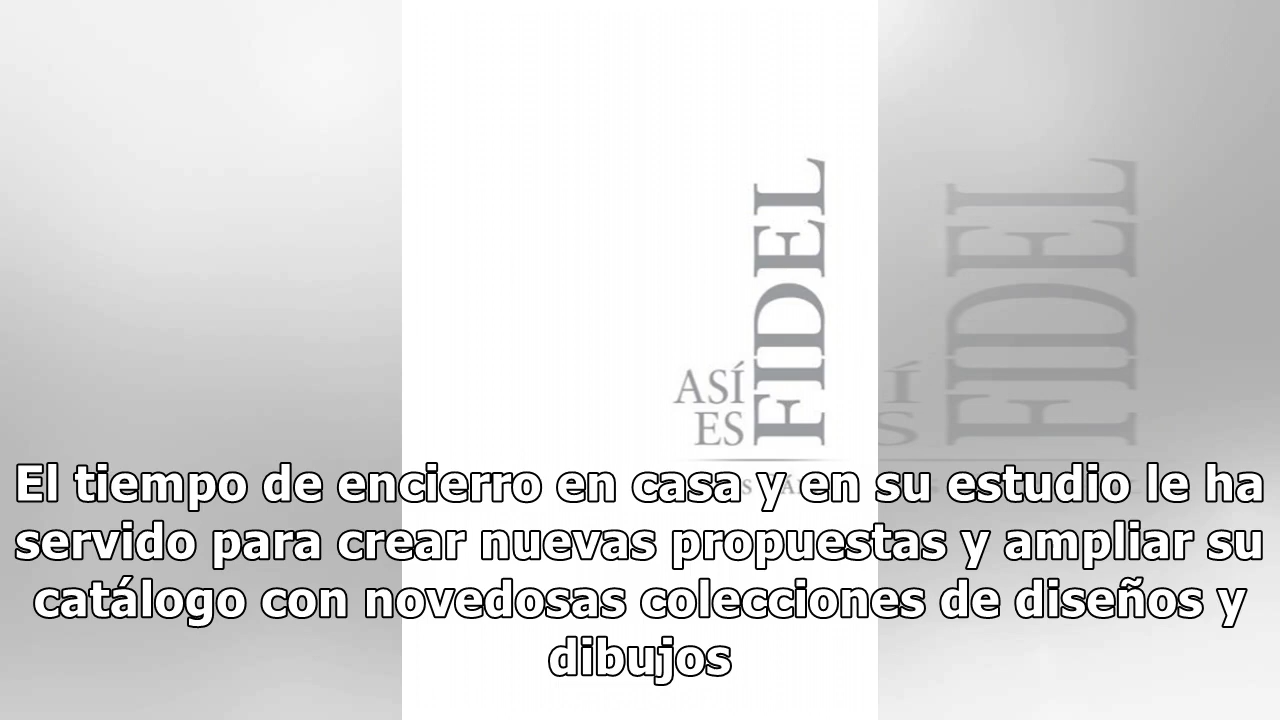 ASÍ
ES
FIDEL
El tiempo de encierro en casa y en su estudio le ha
servido para crear nuevas propuestas y ampliar su
catálogo con novedosas colecciones de diseños y
dibujos